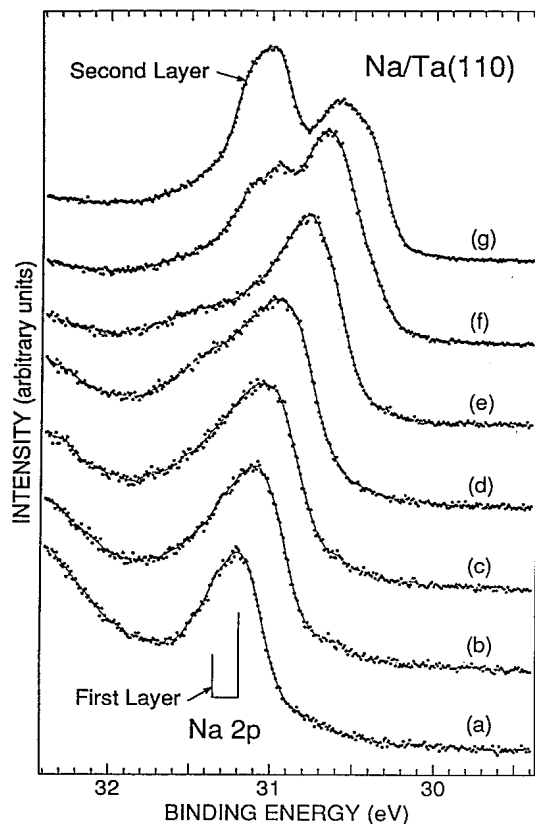 Na/Ta(110)
Second Layer
(g)
(f)
(e)
(d)
(c)
(b)
(a)
First Layer
Na 2p
INTENSITY (arbitrary units)
32 31 30
BINDING ENERGY (eV)